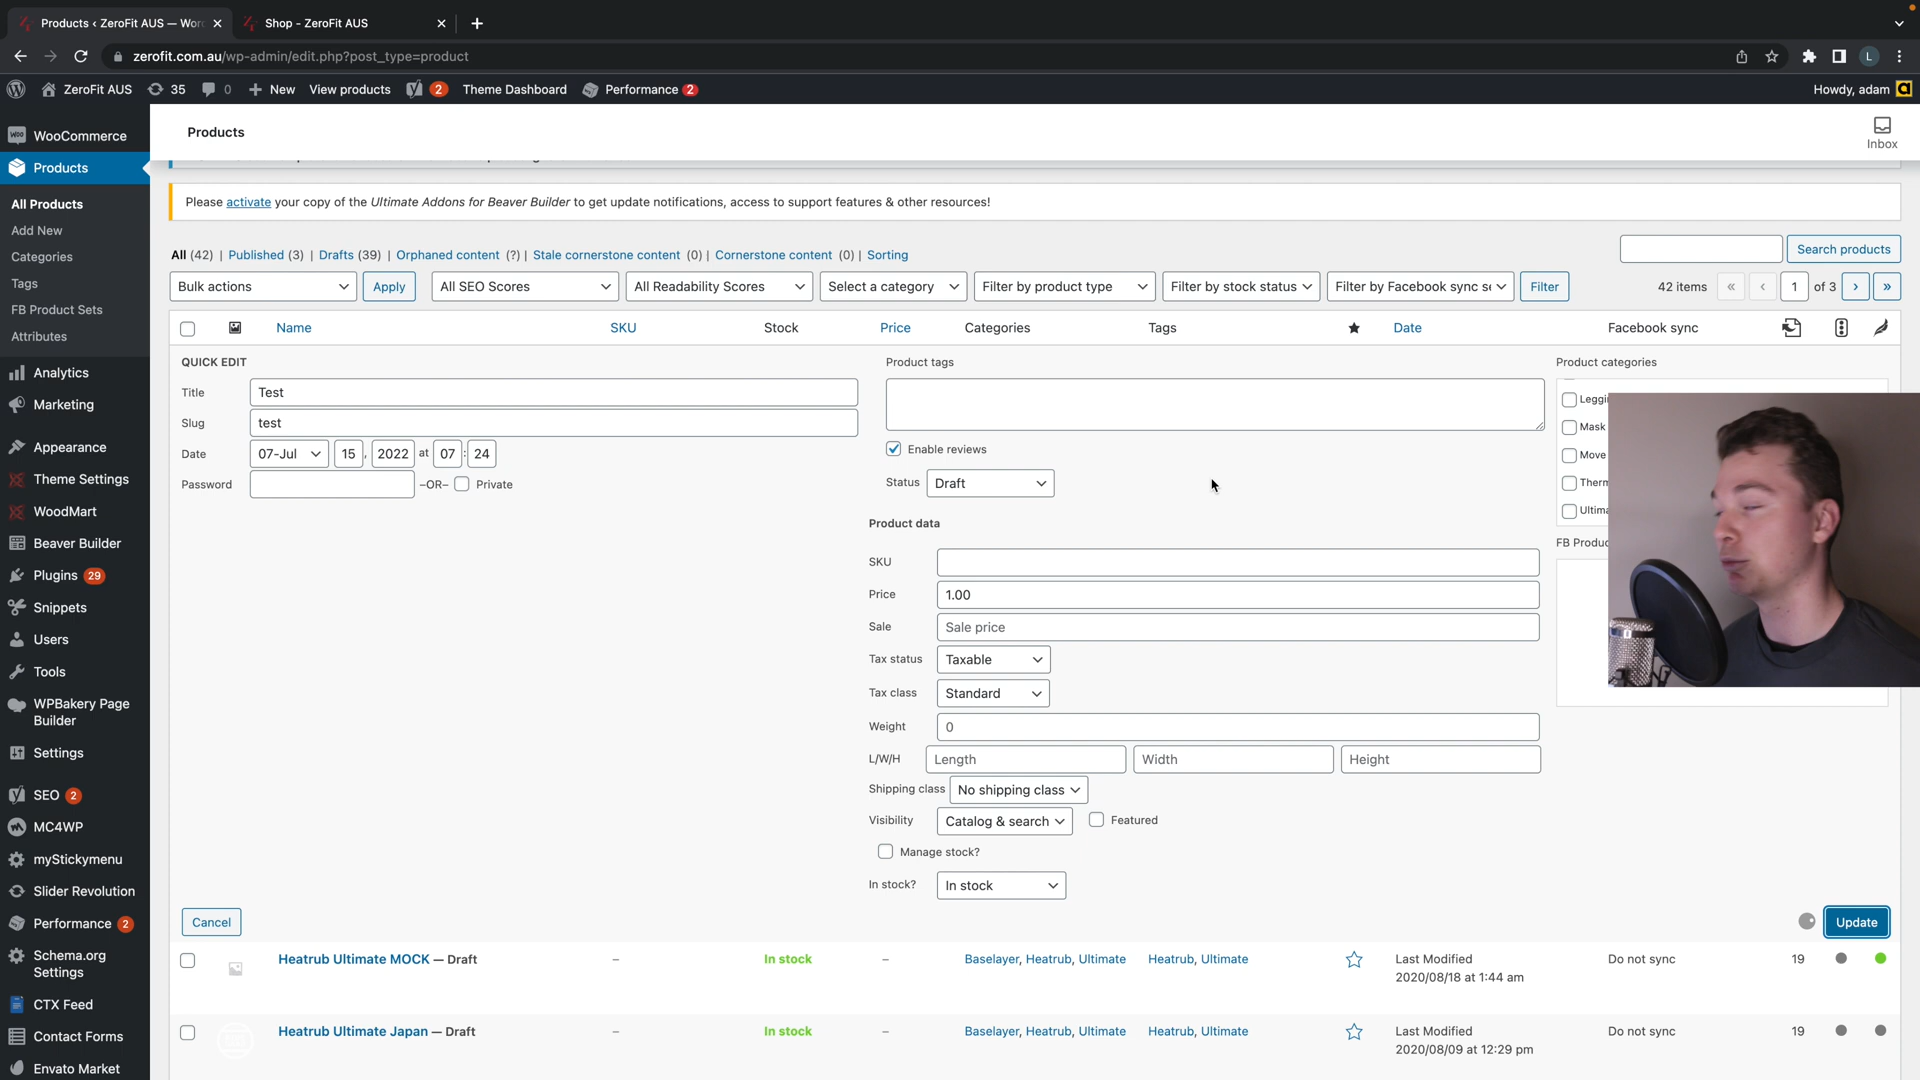 Products ‹ ZeroFit AUS — Wor
Shop - ZeroFit AUS
zerofit.com.au/wp-admin/edit.php?post_type=product
L
ZeroFit AUS 35 0 New View products 2 Theme Dashboard Performance 2 Howdy, adam
WooCommerce
Products
All Products
Add New
Categories
Tags
FB Product Sets
Attributes
Analytics
Marketing
Appearance
Theme Settings
WoodMart
Beaver Builder
Plugins 29
Snippets
Users
Tools
WPBakery Page
Builder
Settings
SEO 2
MC4WP
myStickymenu
Slider Revolution
Performance 2
Schema.org
Settings
CTX Feed
Contact Forms
Envato Market
Products
Inbox
Please activate your copy of the Ultimate Addons for Beaver Builder to get update notifications, access to support features & other resources!
All (42) | Published (3) | Drafts (39) | Orphaned content (?) | Stale cornerstone content (0) | Cornerstone content (0) | Sorting
Search products
Bulk actions Apply All SEO Scores All Readability Scores Select a category Filter by product type Filter by stock status Filter by Facebook sync se Filter 42 items « ‹ 1 of 3 › »
Name SKU Stock Price Categories Tags Date Facebook sync
QUICK EDIT
Title Test
Slug test
Date 07-Jul 15, 2022 at 07 : 24
Password –OR– Private
Product tags
Enable reviews
Status Draft
Product data
SKU
Price 1.00
Sale Sale price
Tax status Taxable
Tax class Standard
Weight 0
L/W/H Length Width Height
Shipping class No shipping class
Visibility Catalog & search Featured
Manage stock?
In stock? In stock
Product categories
Leggi
Mask
Move
Therm
Ultima
FB Produc
Cancel Update
Heatrub Ultimate MOCK — Draft – In stock – Baselayer, Heatrub, Ultimate Heatrub, Ultimate Last Modified Do not sync 19
2020/08/18 at 1:44 am
Heatrub Ultimate Japan — Draft – In stock – Baselayer, Heatrub, Ultimate Heatrub, Ultimate Last Modified Do not sync 19
2020/08/09 at 12:29 pm